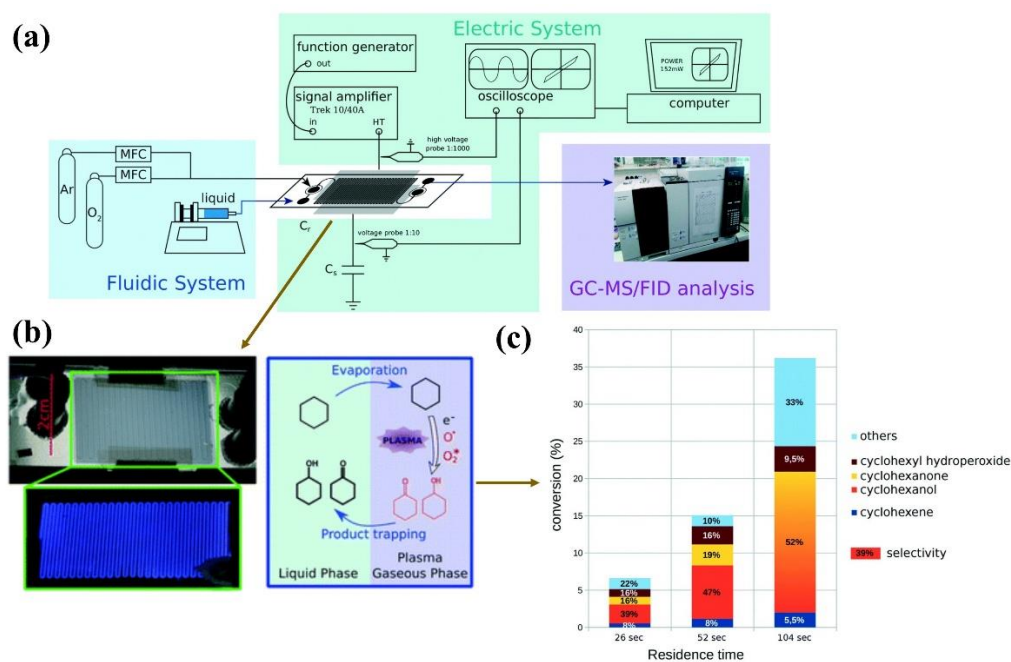 (a)
Electric System
function generator
out
signal amplifier
Trek 10/40A
in
HT
high voltage
probe 1:1000
oscilloscope
POWER
152mW
computer
MFC
MFC
Ar
O2
liquid
Cr
voltage probe 1:10
Cs
Fluidic System
GC-MS/FID analysis
(b)
2cm
Evaporation
e-
PLASMA
O•
O2*
OH
O
O
OH
Product trapping
Liquid Phase
Plasma
Gaseous Phase
(c)
40
35
30
25
20
15
10
5
0
conversion (%)
22%
16%
16%
39%
8%
10%
16%
19%
47%
8%
33%
9,5%
52%
5,5%
26 sec
52 sec
104 sec
Residence time
others
cyclohexyl hydroperoxide
cyclohexanone
cyclohexanol
cyclohexene
39%
selectivity